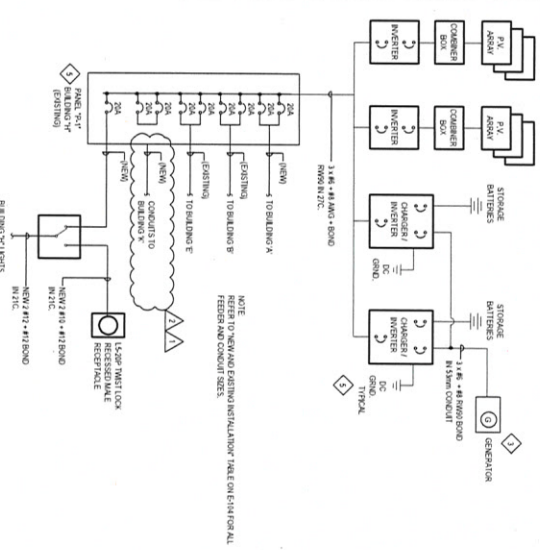 P.V.
ARRAY
COMBINER
BOX
INVERTER
P.V.
ARRAY
COMBINER
BOX
INVERTER
STORAGE
BATTERIES
CHARGER /
INVERTER
DC
GRND.
STORAGE
BATTERIES
CHARGER /
INVERTER
DC
GRND.
5
TYPICAL
3
G
GENERATOR
3 x #6 + #8 RW90 BOND
IN 53mm CONDUIT
3 x #6 + #8 AWG + BOND
RW90 IN 27C.
5
PANEL "P-1"
BUILDING "H"
(EXISTING)
20A
20A
20A
20A
20A
20A
(NEW)
TO BUILDING 'A'
(EXISTING)
TO BUILDING 'B'
(EXISTING)
TO BUILDING 'E'
(NEW)
CONDUITS TO
BUILDING 'K'
(NEW)
2
1
NOTE
REFER TO "NEW AND EXISTING INSTALLATION" TABLE ON E-104 FOR ALL
FEEDER AND CONDUIT SIZES.
L5-20P TWIST LOCK
RECESSED MALE
RECEPTACLE
NEW 2 #10 + #12 BOND
IN 21C.
NEW 2 #12 + #12 BOND
IN 21C.
BUILDING "H" LIGHTS